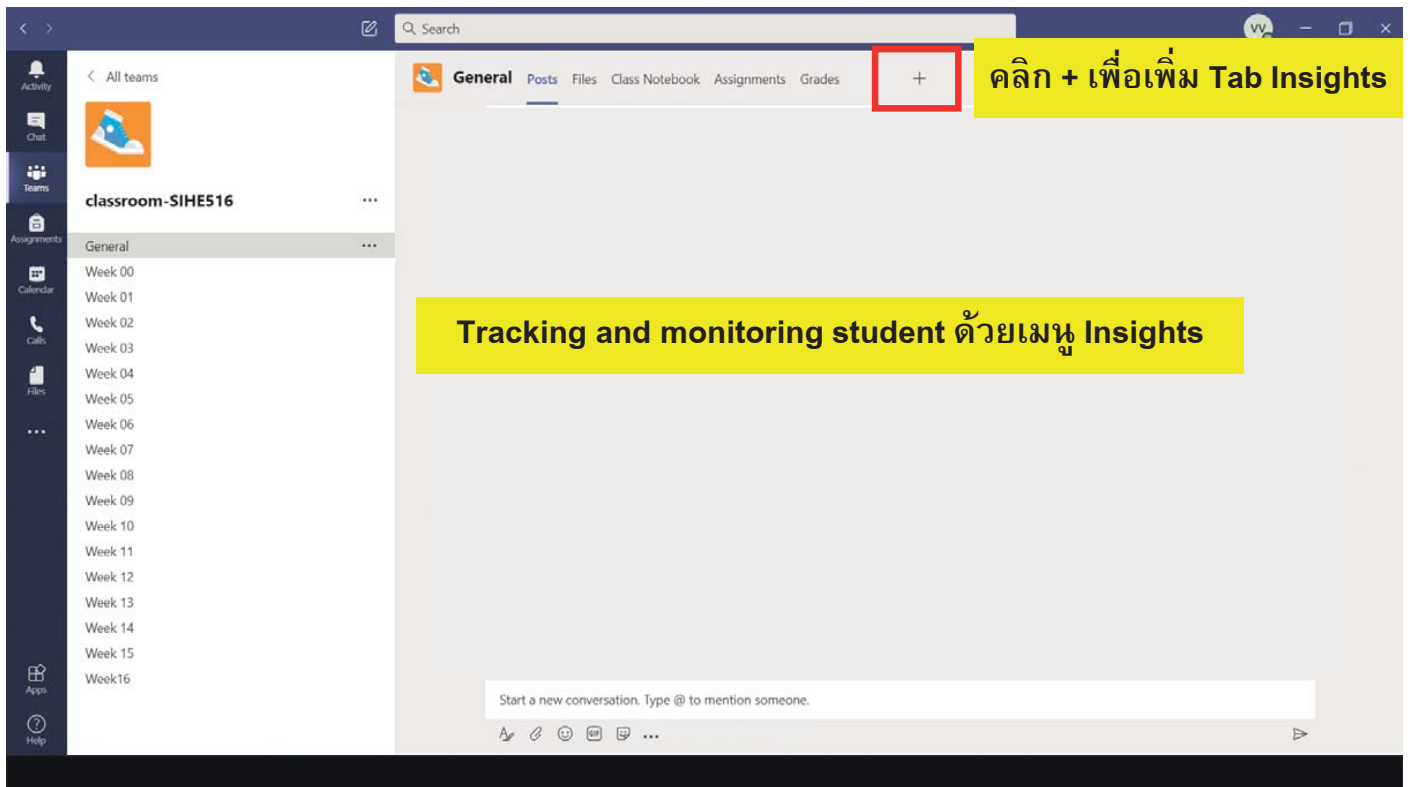 Search
VV
คลิก + เพื่อเพิ่ม Tab Insights
Activity
Chat
Teams
Assignments
Calendar
Calls
Files
Apps
Help
All teams
classroom-SIHE516
General
Week 00
Week 01
Week 02
Week 03
Week 04
Week 05
Week 06
Week 07
Week 08
Week 09
Week 10
Week 11
Week 12
Week 13
Week 14
Week 15
Week16
General Posts Files Class Notebook Assignments Grades +
Tracking and monitoring student ด้วยเมนู Insights
Start a new conversation. Type @ to mention someone.
GIF